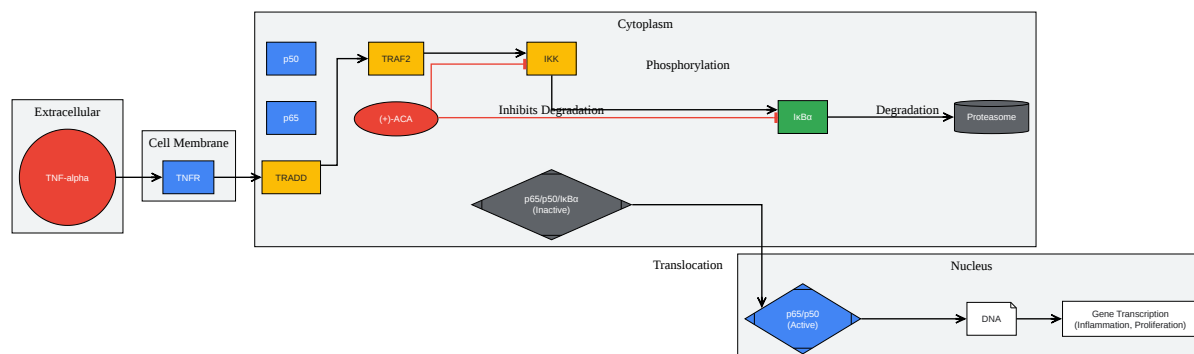 Cytoplasm
p50
TRAF2
IKK
Phosphorylation
Extracellular
p65
(+)-ACA
Inhibits Degradation
IκBα
Degradation
Proteasome
Cell Membrane
TNF-alpha
TNFR
TRADD
p65/p50/IκBα
(Inactive)
Translocation
Nucleus
p65/p50
(Active)
DNA
Gene Transcription
(Inflammation, Proliferation)